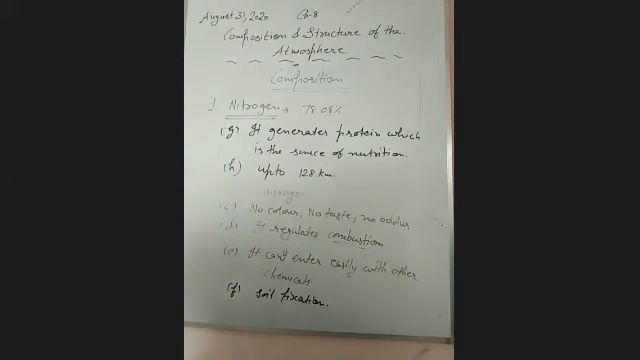 August 31, 2020 Ch-8
Composition & Structure of the
Atmosphere
Composition
1 Nitrogen → 78.08%
(g) It generates protein which
is the source of nutrition.
(h) upto 128 km.
nitrogen
(c) No colour, No taste, no odour
(d) It regulates combustion
(e) It can't enter easily with other
chemicals
(f) Soil fixation.